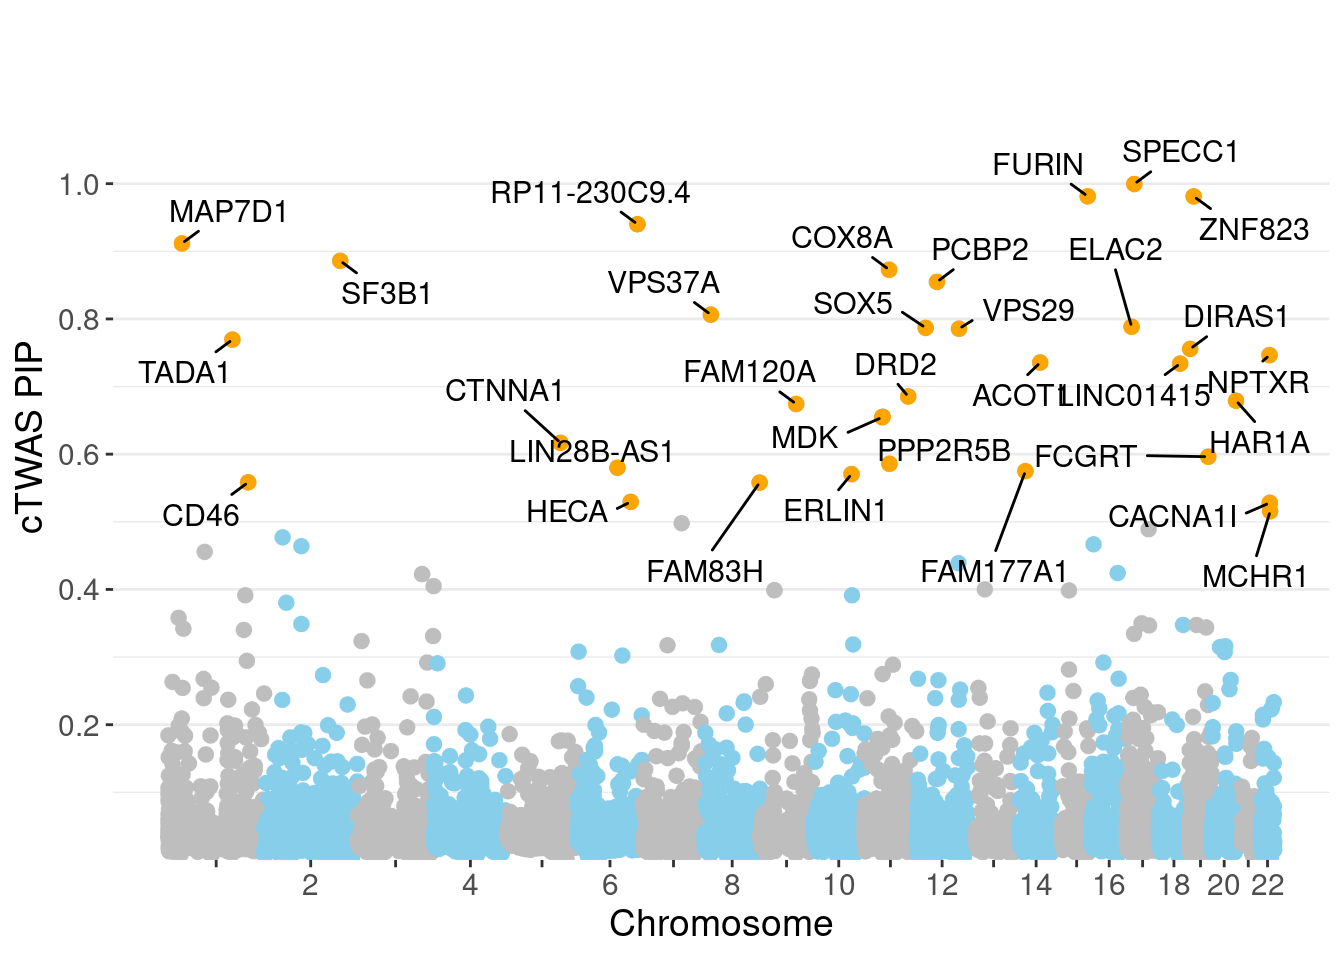 SPECC1
FURIN
1.0
RP11-230C9.4
MAP7D1
ZNF823
COX8A
PCBP2
ELAC2
VPS37A
SF3B1
SOX5
VPS29
0.8
DIRAS1
TADA1
DRD2
FAM120A
NPTXR
CTNNA1
ACOT1
LINC01415
MDK
HAR1A
LIN28B-AS1
PPP2R5B
0.6
FCGRT
CD46
HECA
ERLIN1
CACNA1I
FAM83H
FAM177A1
MCHR1
0.4
0.2
cTWAS PIP
2 4 6 8 10 12 14 16 18 20 22
Chromosome